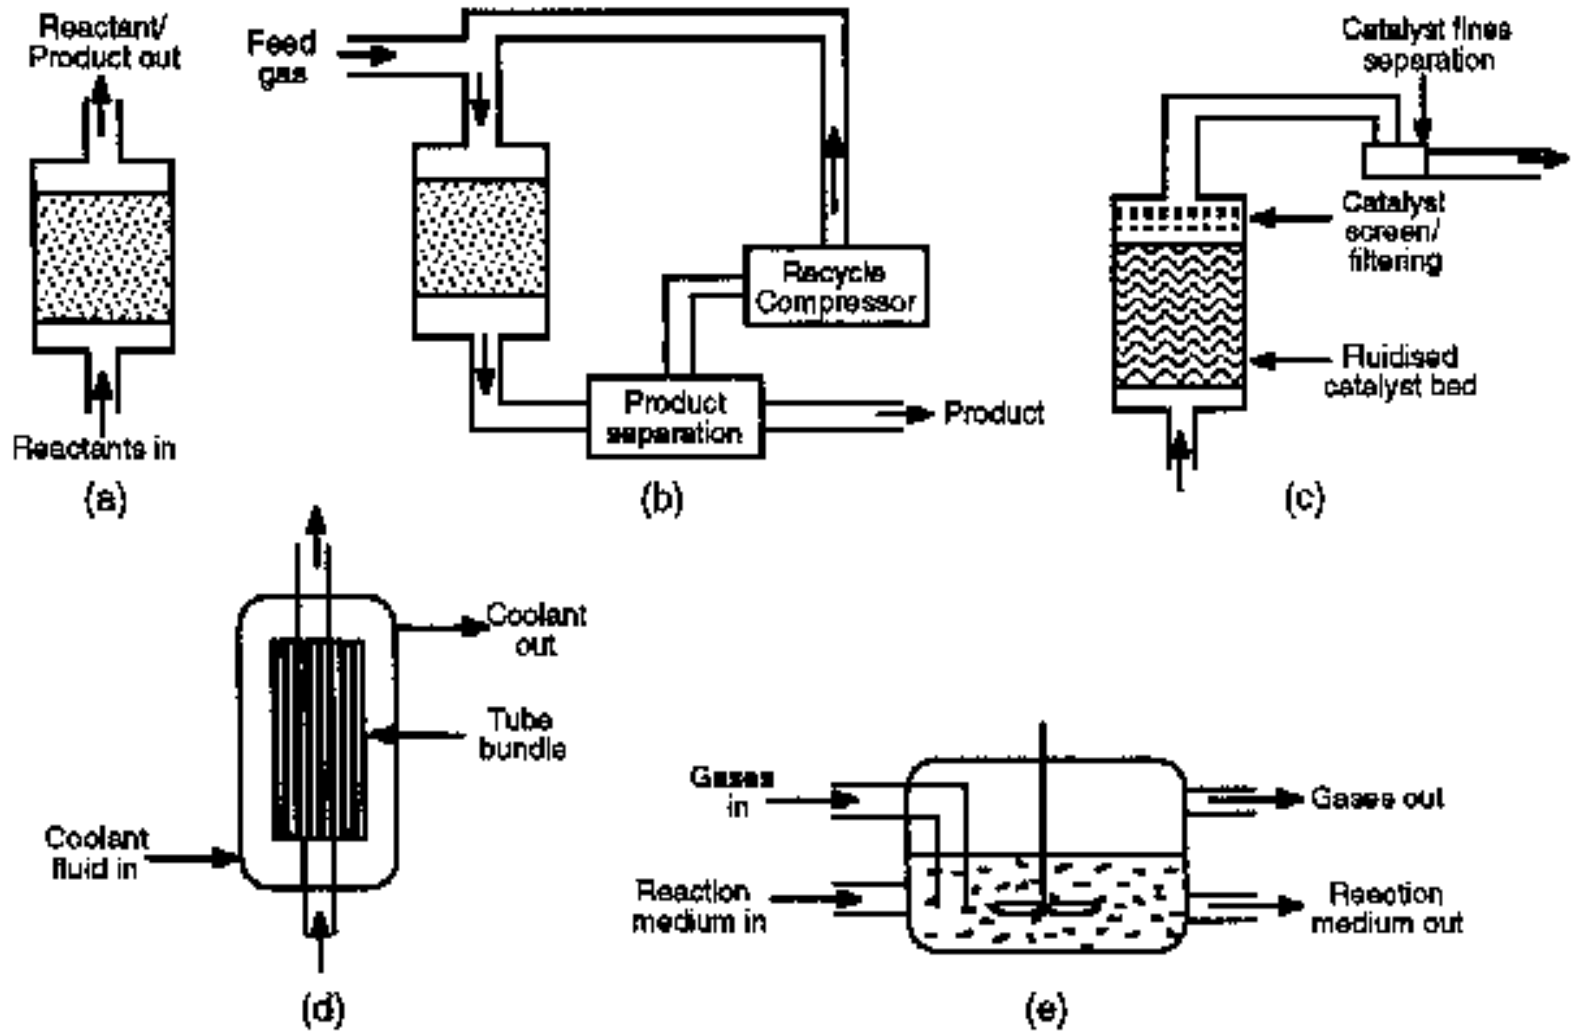 Reactant/
Product out
Reactants in
(a)
Feed
gas
Recycle
Compressor
Product
separation
Product
(b)
Catalyst fines
separation
Catalyst
screen/
filtering
Fluidised
catalyst bed
(c)
Coolant
out
Tube
bundle
Coolant
fluid in
(d)
Gases
in
Gases out
Reaction
medium in
Reaction
medium out
(e)